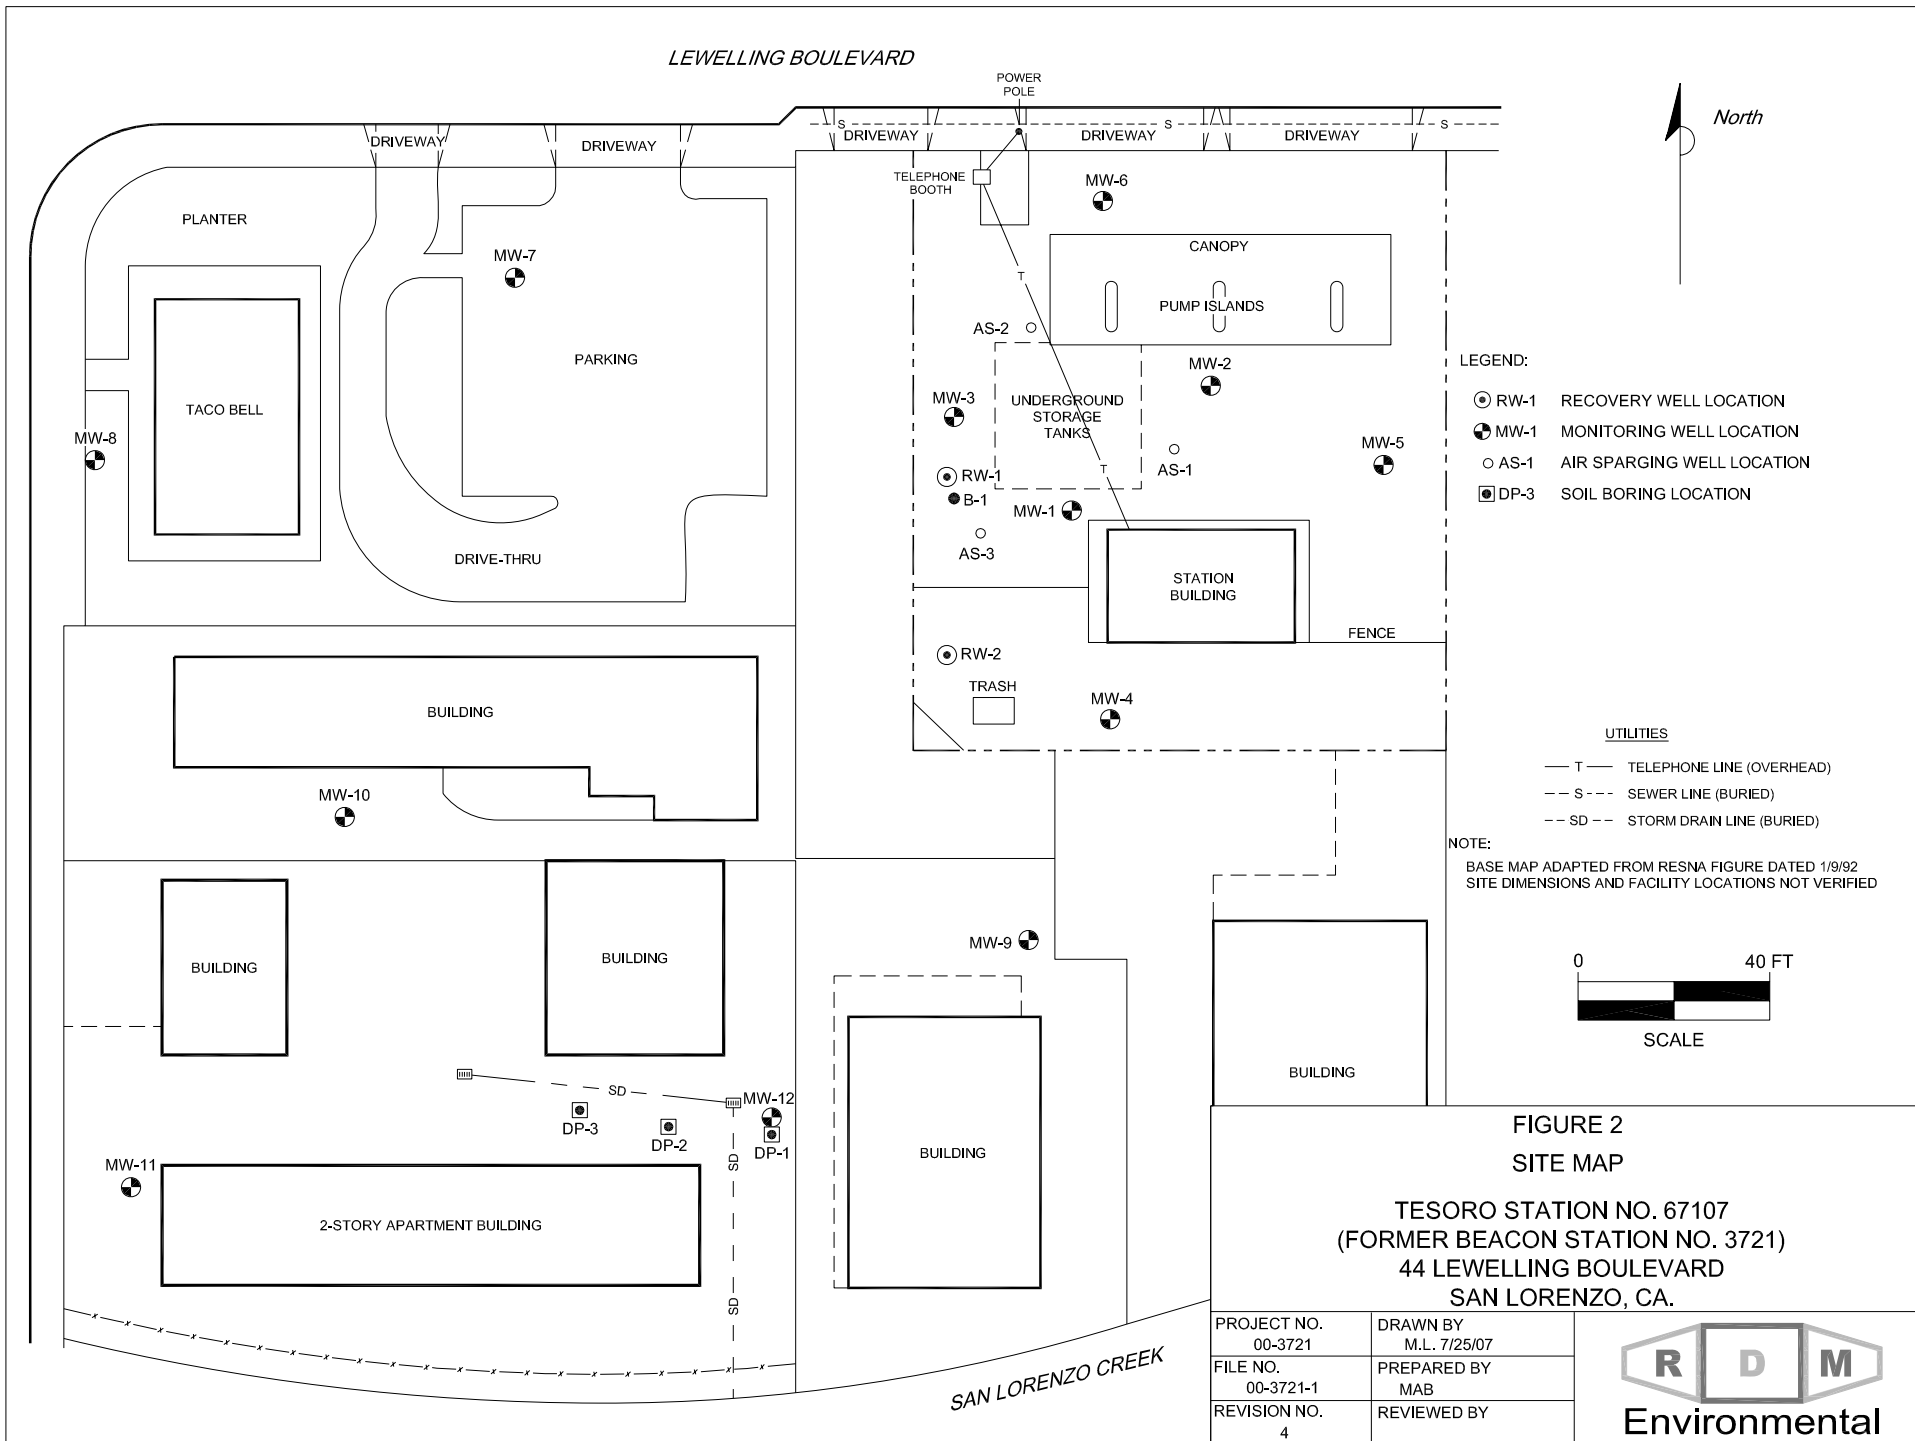 LEWELLING BOULEVARD
POWER
POLE
North
S
S
S
DRIVEWAY
DRIVEWAY
DRIVEWAY
DRIVEWAY
DRIVEWAY
TELEPHONE
BOOTH
MW-6
PLANTER
MW-7
CANOPY
T
PUMP ISLANDS
AS-2
PARKING
MW-2
TACO BELL
MW-3
UNDERGROUND
STORAGE
TANKS
MW-8
MW-5
T
AS-1
RW-1
B-1
MW-1
AS-3
DRIVE-THRU
STATION
BUILDING
FENCE
RW-2
TRASH
MW-4
BUILDING
MW-10
LEGEND:
RW-1 RECOVERY WELL LOCATION
MW-1 MONITORING WELL LOCATION
AS-1 AIR SPARGING WELL LOCATION
DP-3 SOIL BORING LOCATION
UTILITIES
T TELEPHONE LINE (OVERHEAD)
S SEWER LINE (BURIED)
SD STORM DRAIN LINE (BURIED)
NOTE:
BASE MAP ADAPTED FROM RESNA FIGURE DATED 1/9/92
SITE DIMENSIONS AND FACILITY LOCATIONS NOT VERIFIED
0 40 FT
SCALE
MW-9
BUILDING
BUILDING
BUILDING
SD
MW-12
DP-3
DP-2
DP-1
SD
BUILDING
MW-11
2-STORY APARTMENT BUILDING
SD
x x x x x x x x x x x x x x
SAN LORENZO CREEK
FIGURE 2
SITE MAP
TESORO STATION NO. 67107
(FORMER BEACON STATION NO. 3721)
44 LEWELLING BOULEVARD
SAN LORENZO, CA.
PROJECT NO.
00-3721
DRAWN BY
M.L. 7/25/07
FILE NO.
00-3721-1
PREPARED BY
MAB
REVISION NO.
4
REVIEWED BY
R D M
Environmental